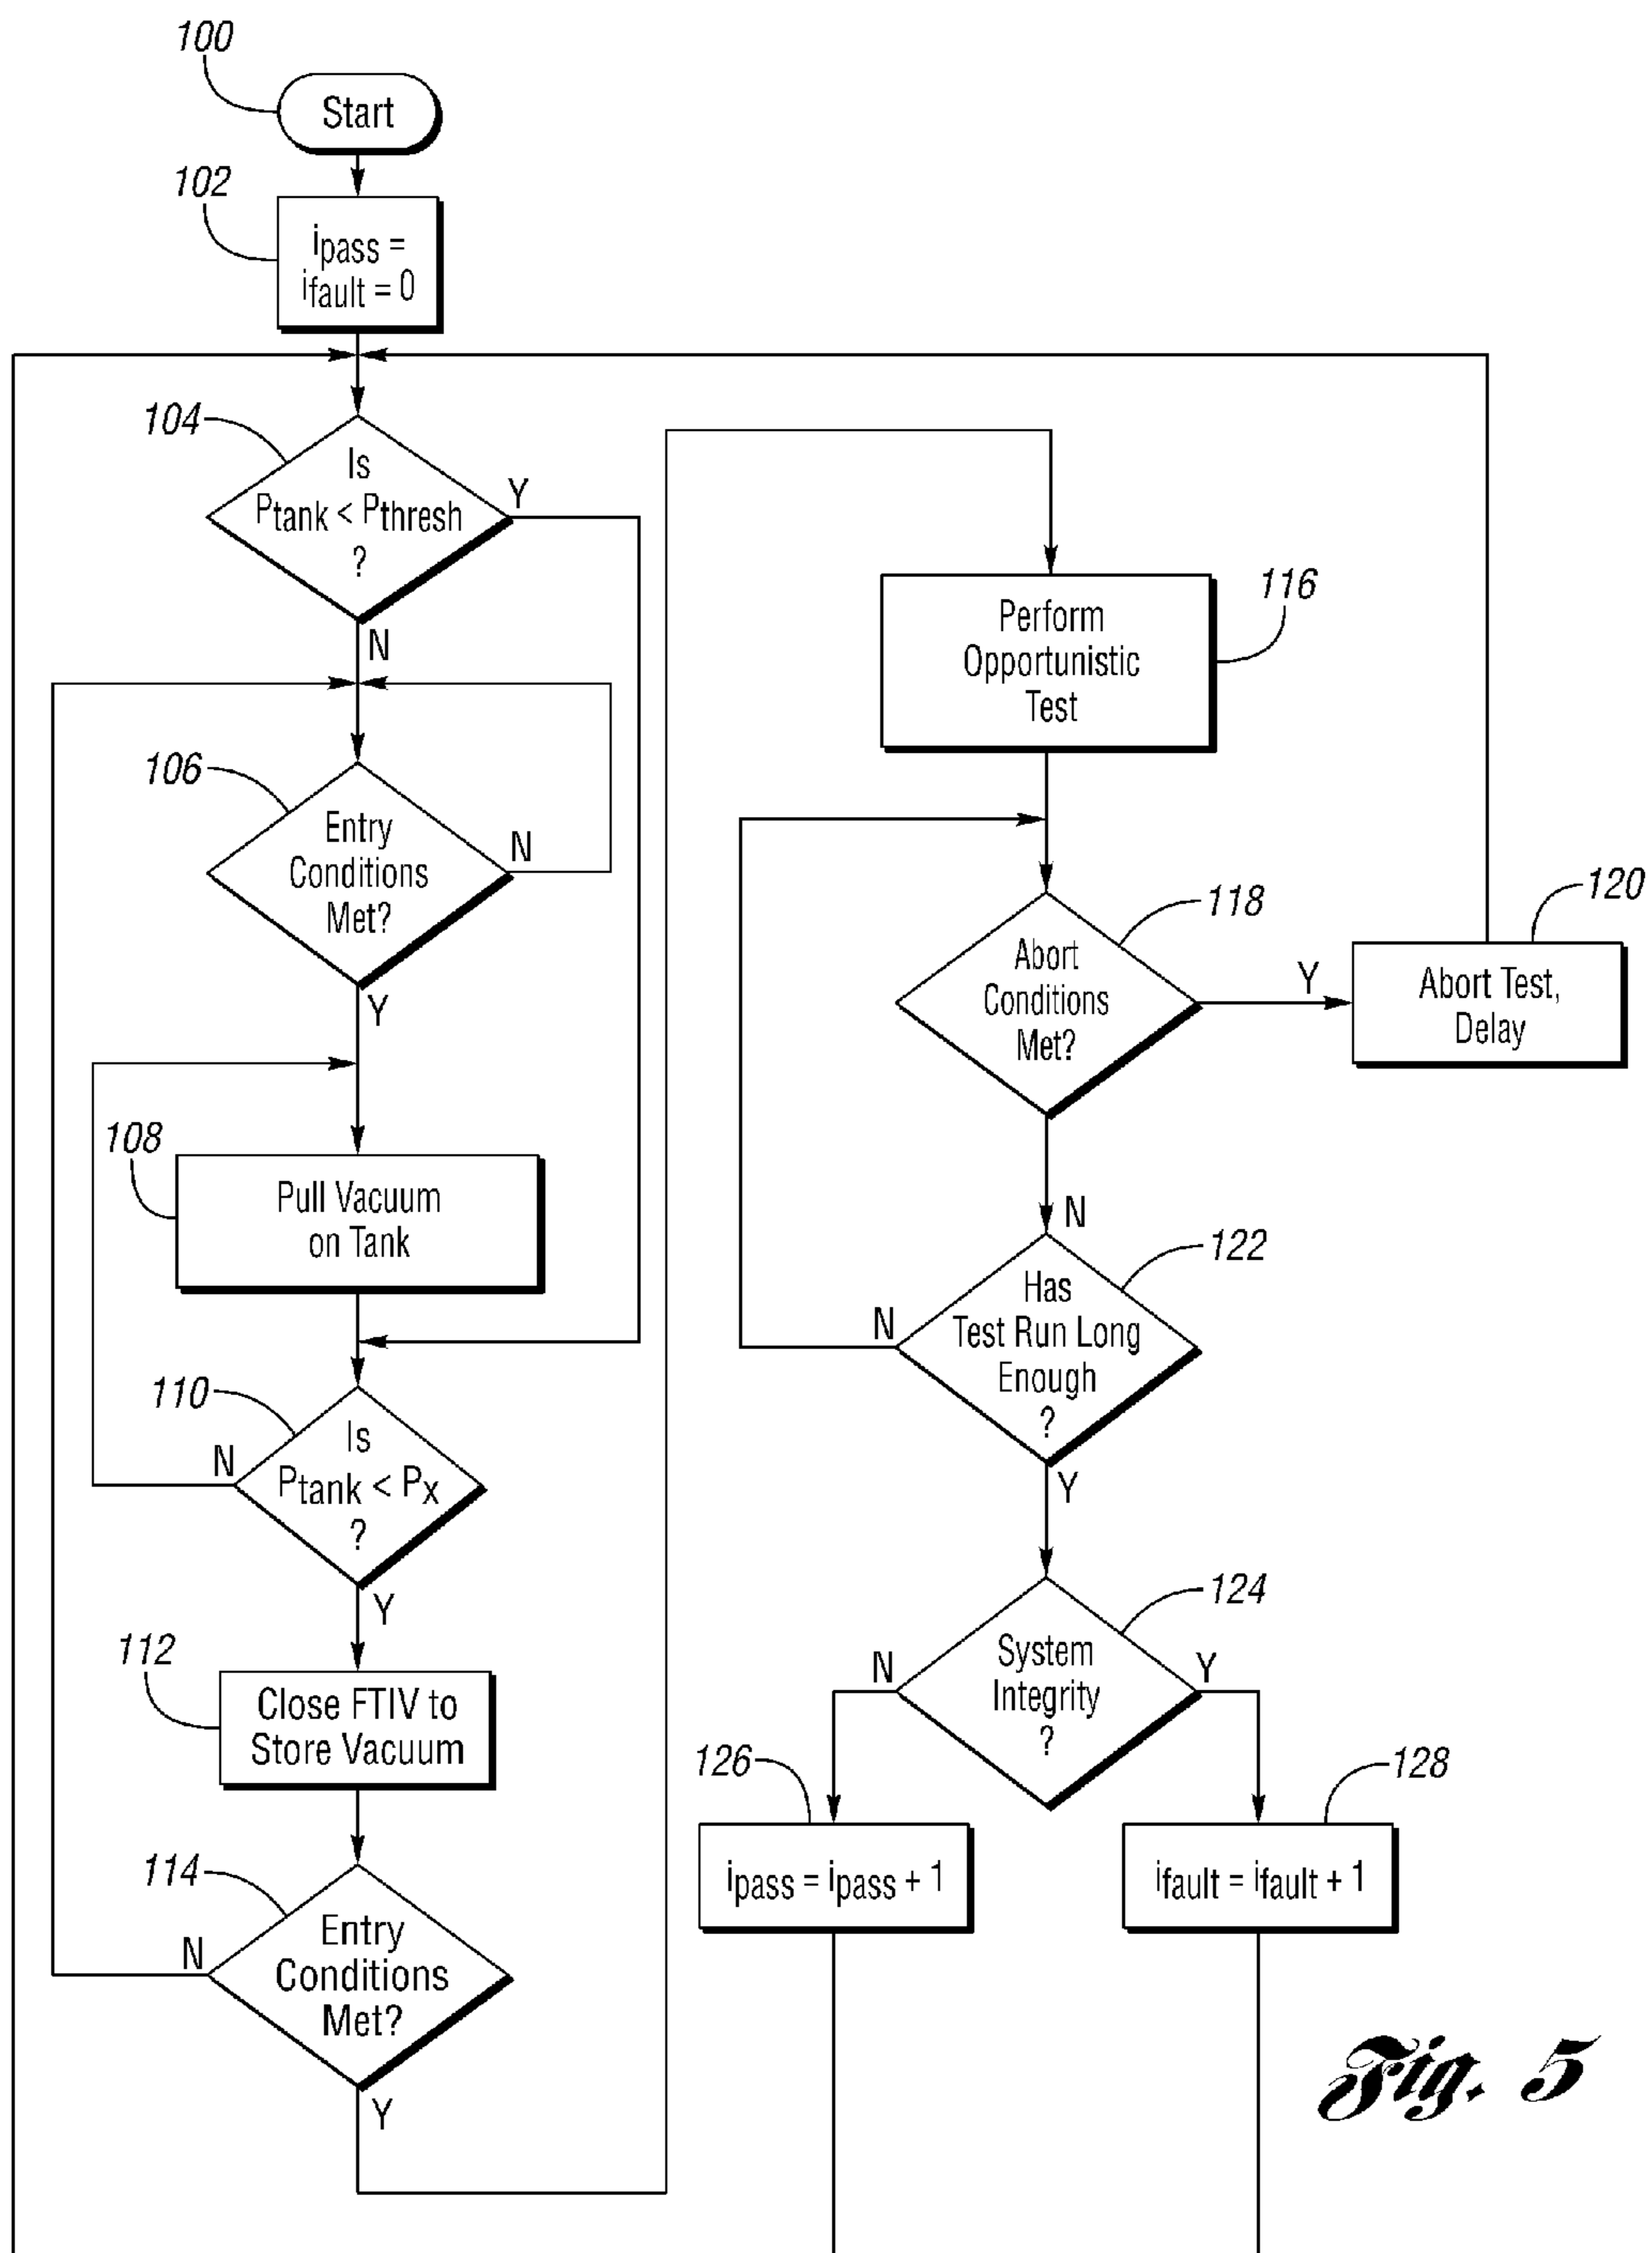 100
Start
102
ipass =
ifault = 0
104
Is
Ptank < Pthresh
?
Y
N
106
Entry
Conditions
Met?
N
Y
108
Pull Vacuum
on Tank
110
Is
Ptank < Px
?
N
Y
112
Close FTIV to
Store Vacuum
114
Entry
Conditions
Met?
N
Y
116
Perform
Opportunistic
Test
118
Abort
Conditions
Met?
Y
N
120
Abort Test,
Delay
122
Has
Test Run Long
Enough
?
N
Y
124
System
Integrity
?
N
Y
126
ipass = ipass + 1
128
ifault = ifault + 1
Fig. 5